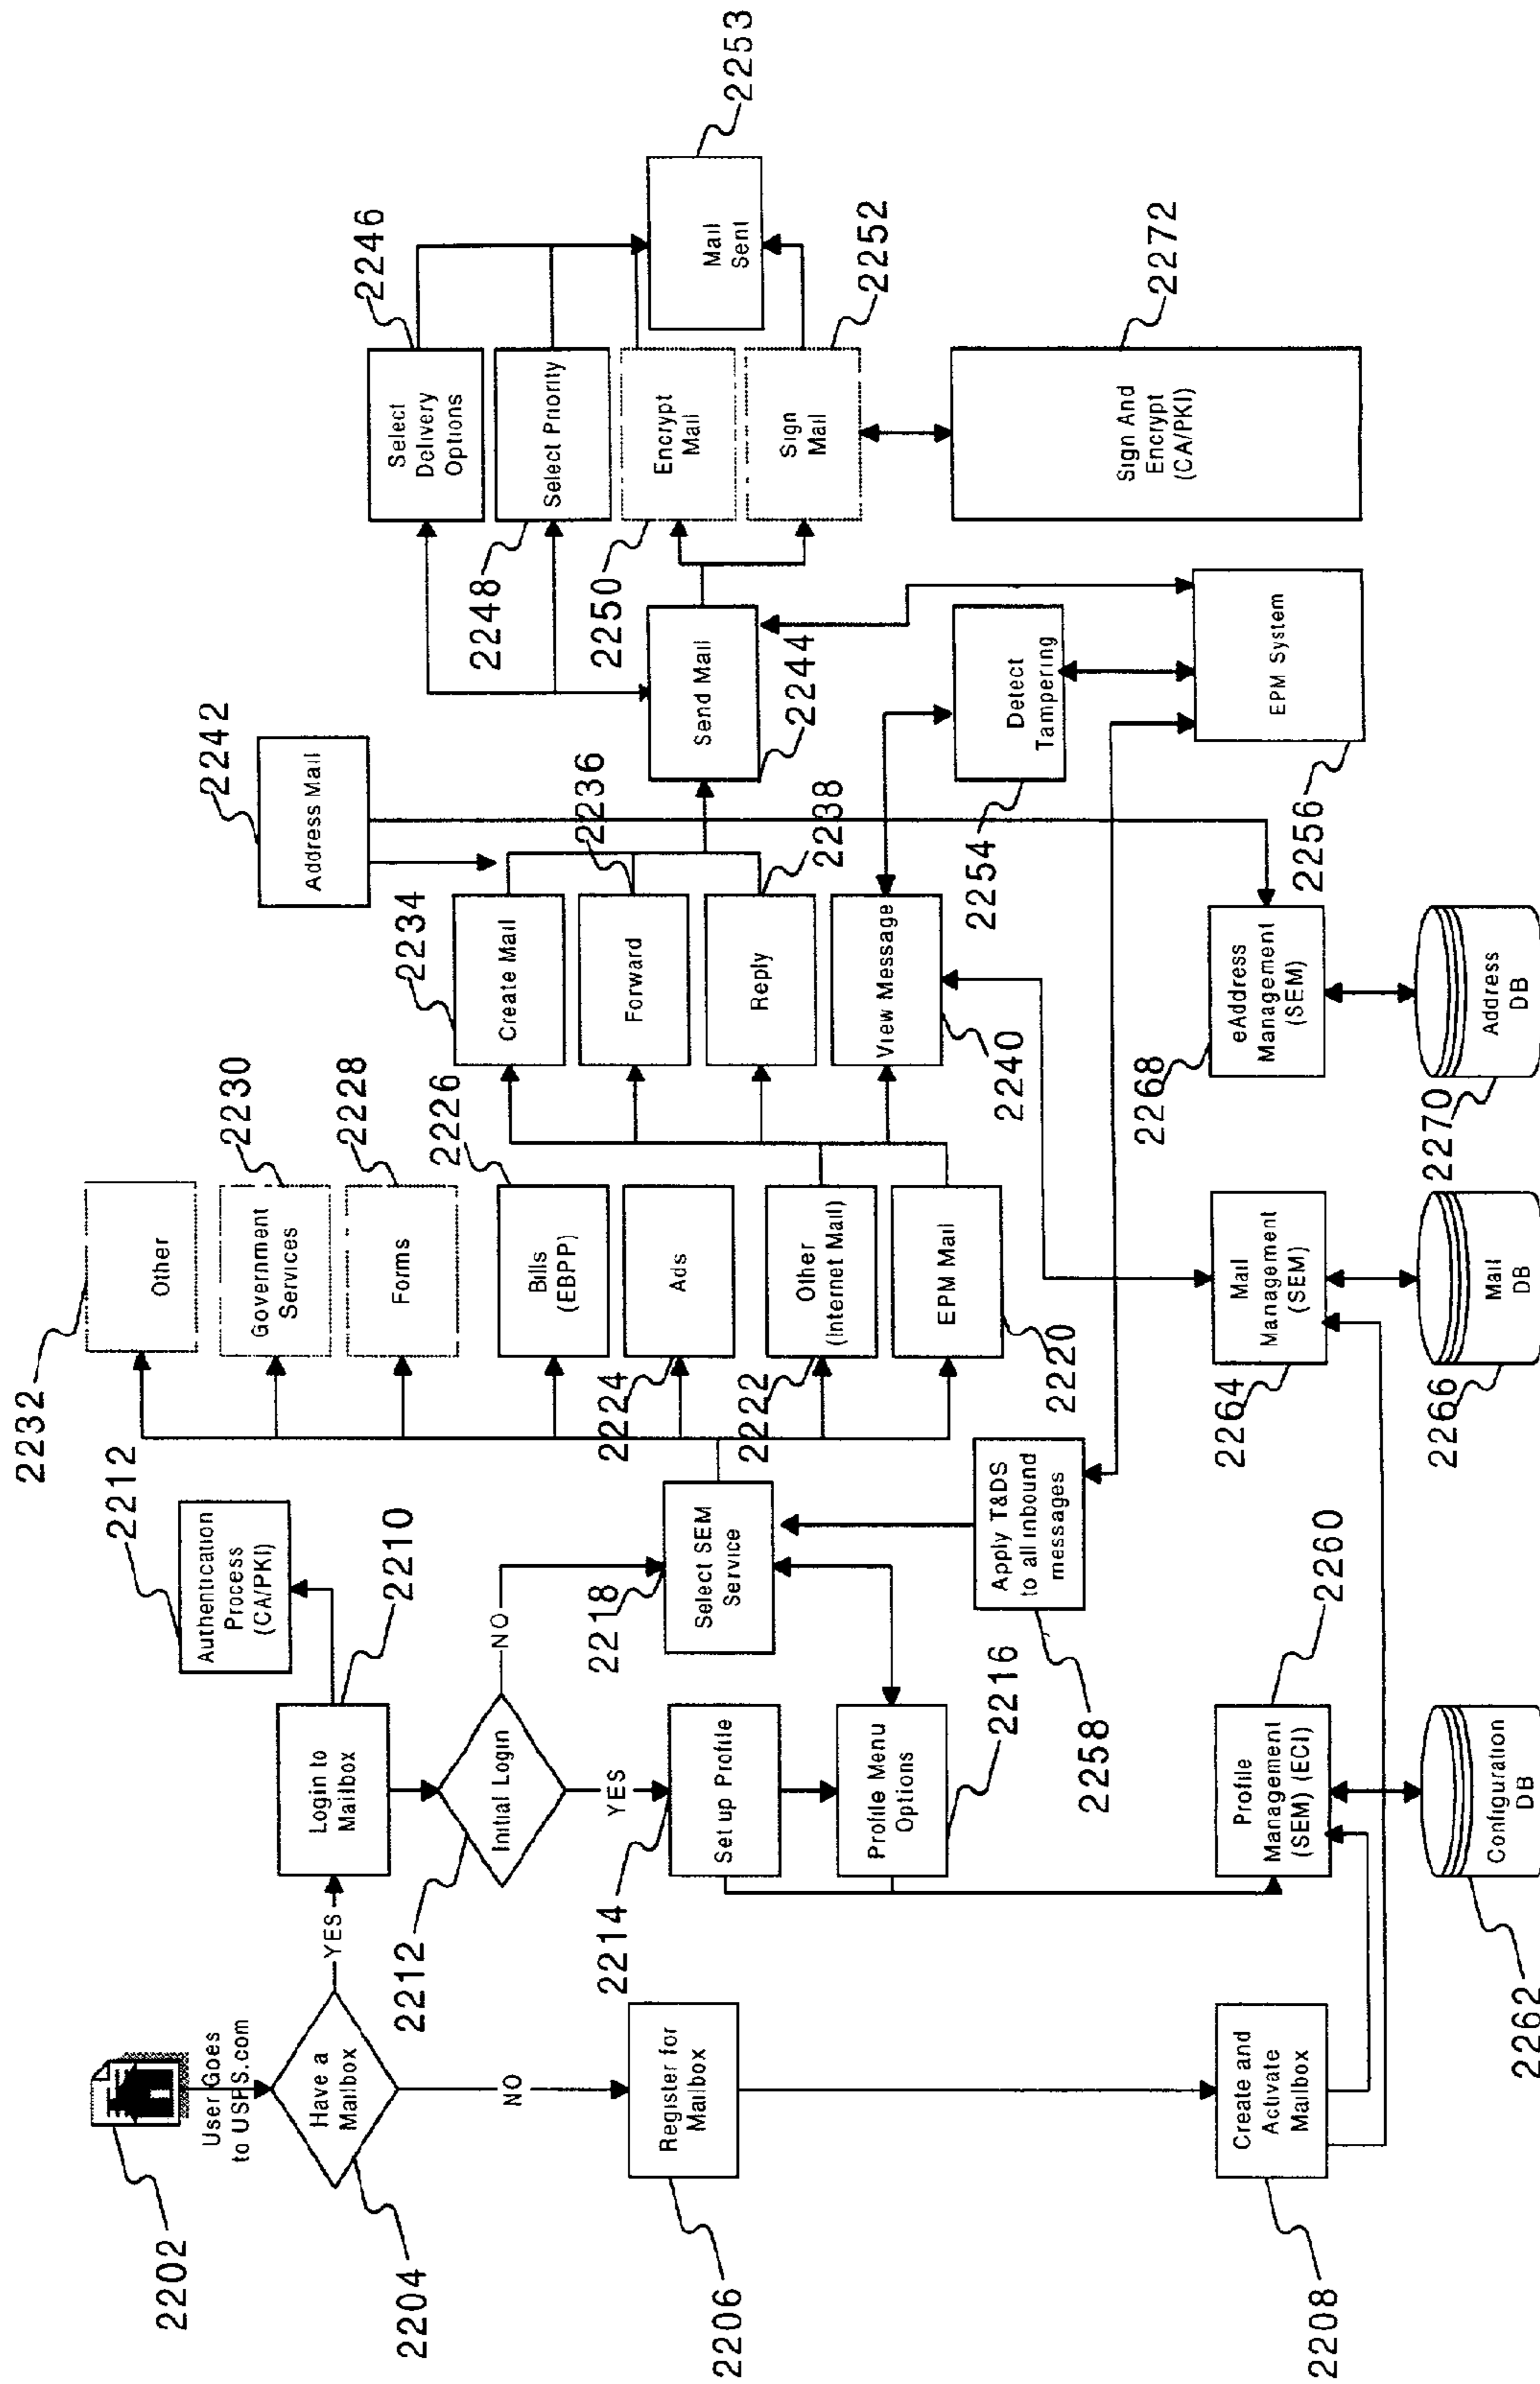 2202
User Goes
to USPS.com
2204
Have a
Mailbox
YES
NO
2206
Register for
Mailbox
2208
Create and
Activate
Mailbox
Login to
Mailbox
2210
2212
Authentication
Process
(CA/PKI)
2212
Initial Login
NO
YES
2214
Set up Profile
Profile Menu
Options
2216
2218
Select SEM
Service
Apply T&DS
to all inbound
messages
2258
2260
Profile
Management
(SEM) (ECI)
2262
Configuration
DB
2232
Other
2230
Government
Services
2228
Forms
2226
Bills
(EBPP)
2224
Ads
2222
Other
(Internet Mail)
2220
EPM Mail
2264
Mail
Management
(SEM)
2266
Mail
DB
2242
Address Mail
2234
Create Mail
2236
Forward
2238
Reply
2240
View Message
2268
eAddress
Management
(SEM)
2270
Address
DB
2244
Send Mail
2254
Detect
Tampering
2256
EPM System
2246
Select
Delivery
Options
2248
Select Priority
2250
Encrypt
Mail
2252
Sign
Mail
2253
Mail
Sent
2272
Sign And
Encrypt
(CA/PKI)